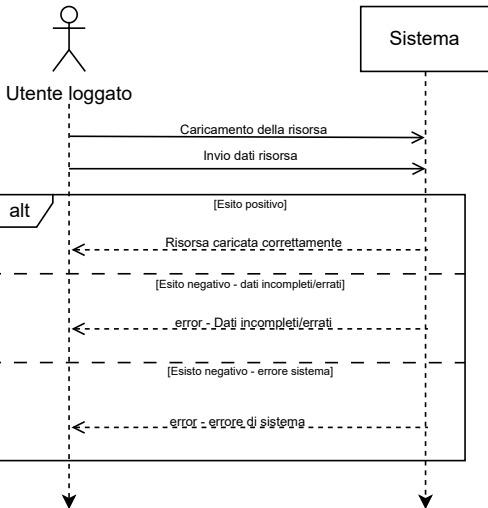 Sistema
Utente loggato
Caricamento della risorsa
Invio dati risorsa
alt
[Esito positivo]
Risorsa caricata correttamente
[Esito negativo - dati incompleti/errati]
error - Dati incompleti/errati
[Esisto negativo - errore sistema]
error - errore di sistema